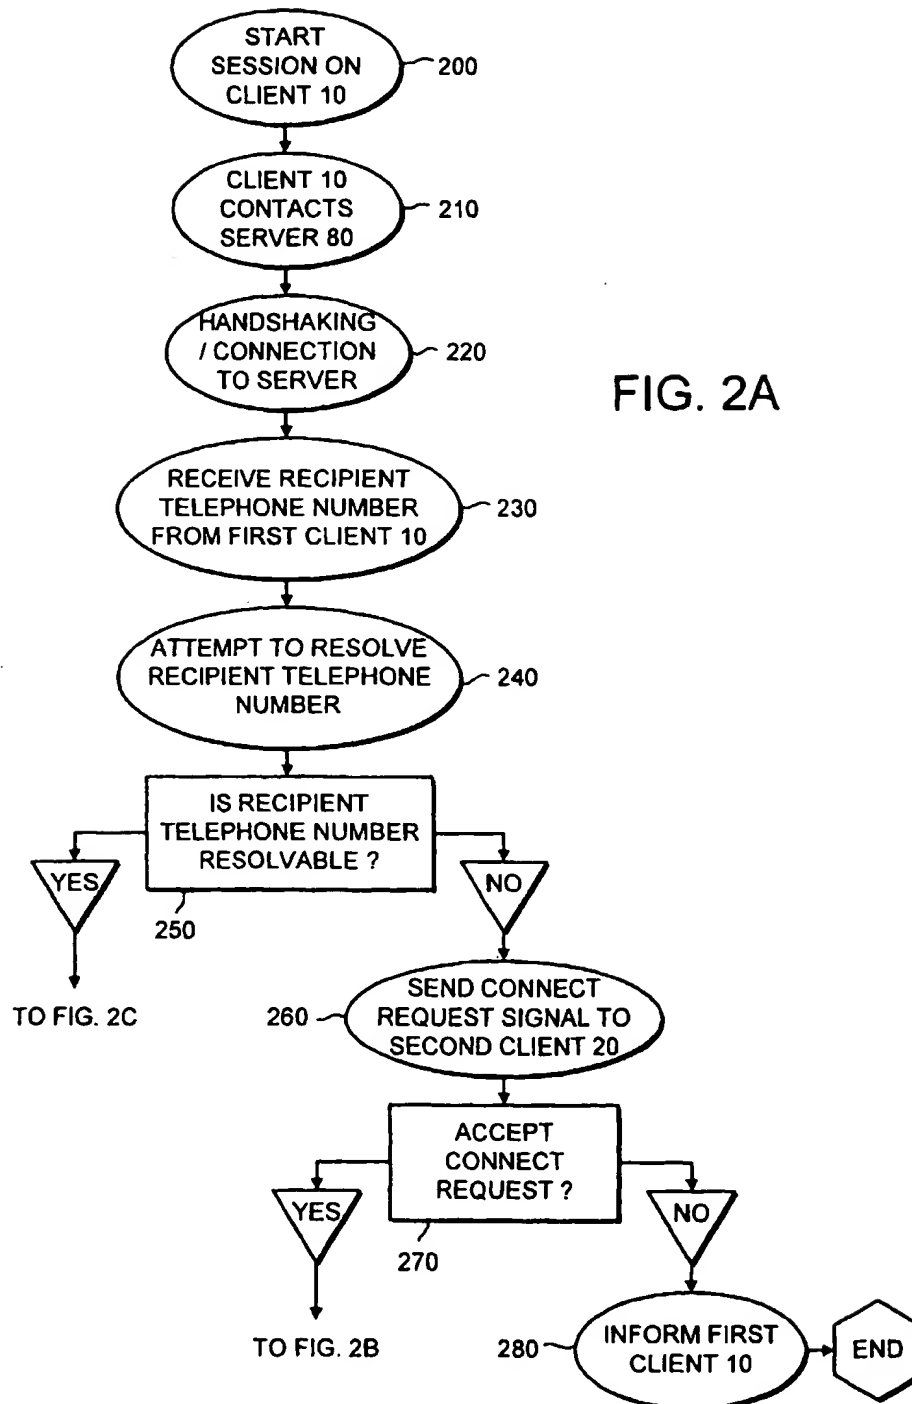 START
SESSION ON
CLIENT 10
200
CLIENT 10
CONTACTS
SERVER 80
210
HANDSHAKING
/ CONNECTION
TO SERVER
220
FIG. 2A
RECEIVE RECIPIENT
TELEPHONE NUMBER
FROM FIRST CLIENT 10
230
ATTEMPT TO RESOLVE
RECIPIENT TELEPHONE
NUMBER
240
IS RECIPIENT
TELEPHONE NUMBER
RESOLVABLE ?
250
YES
NO
TO FIG. 2C
SEND CONNECT
REQUEST SIGNAL TO
SECOND CLIENT 20
260
ACCEPT
CONNECT
REQUEST ?
270
YES
NO
TO FIG. 2B
INFORM FIRST
CLIENT 10
280
END